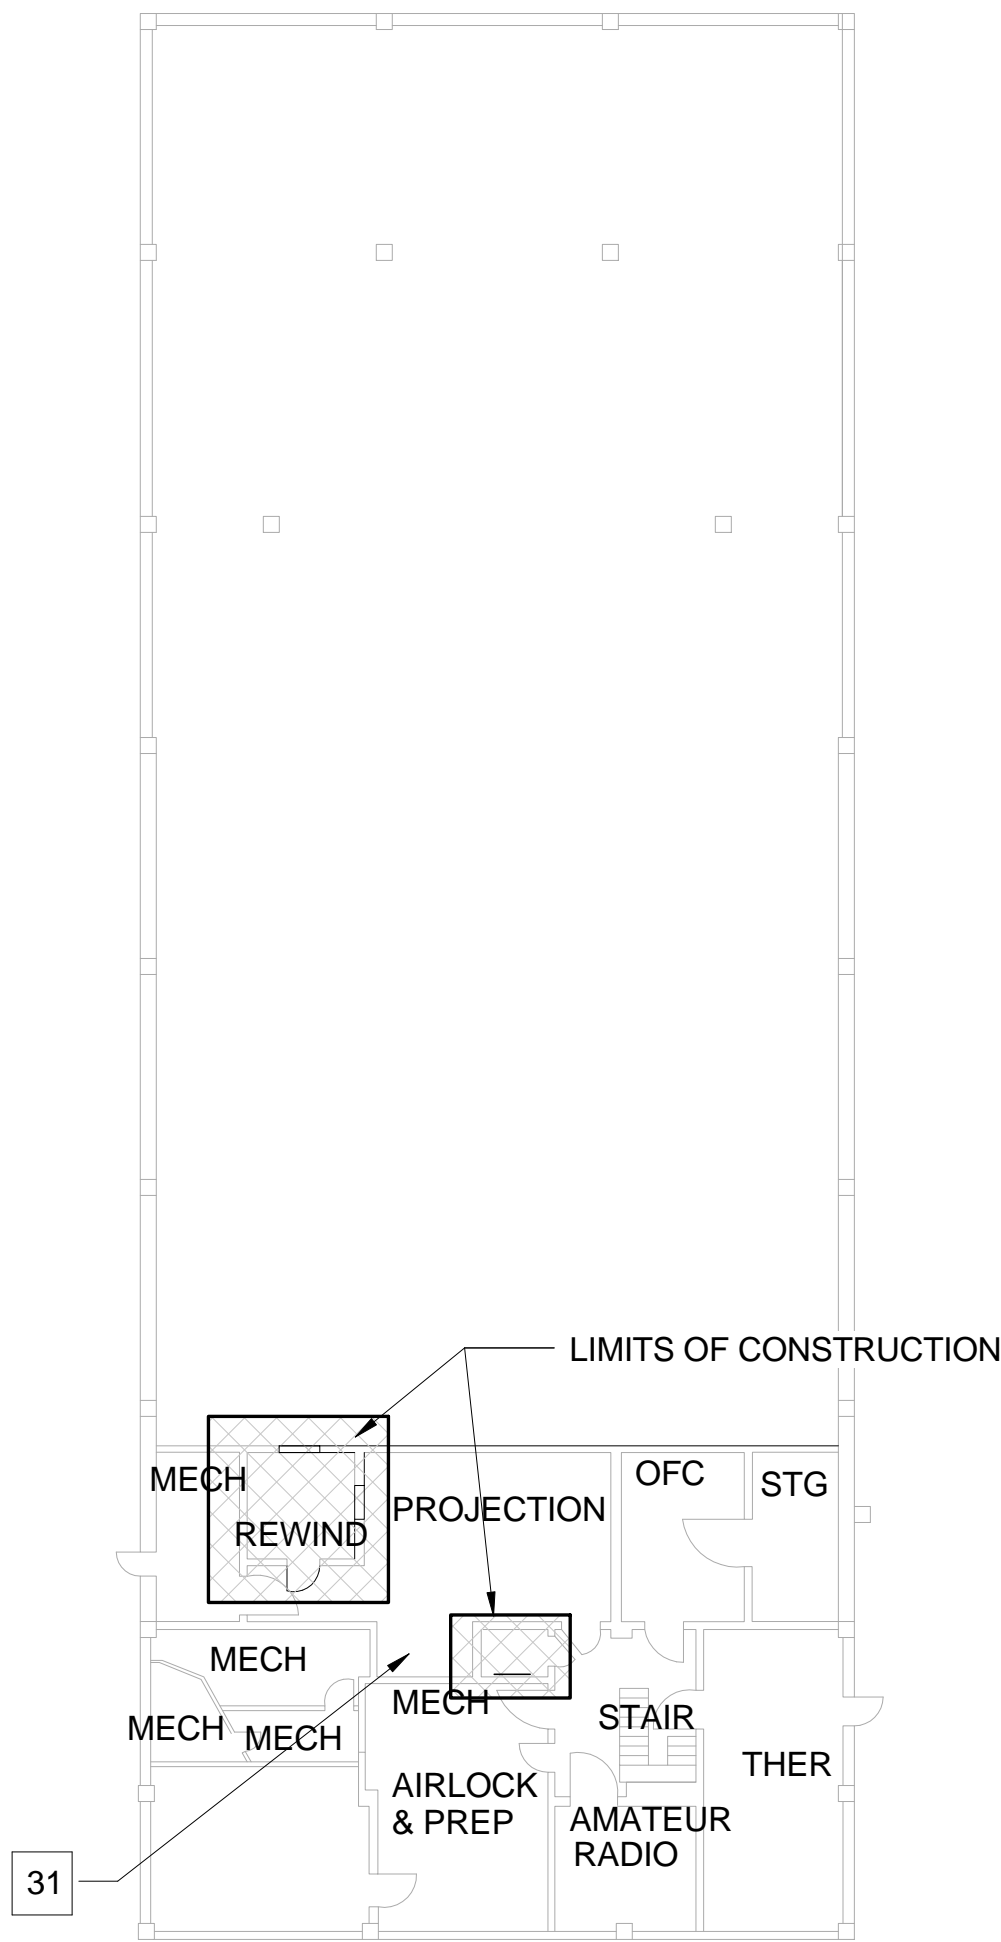 LIMITS OF CONSTRUCTION
MECH
OFC
STG
PROJECTION
REWIND
MECH
MECH
STAIR
MECH
MECH
THER
AIRLOCK
& PREP
AMATEUR
RADIO
31